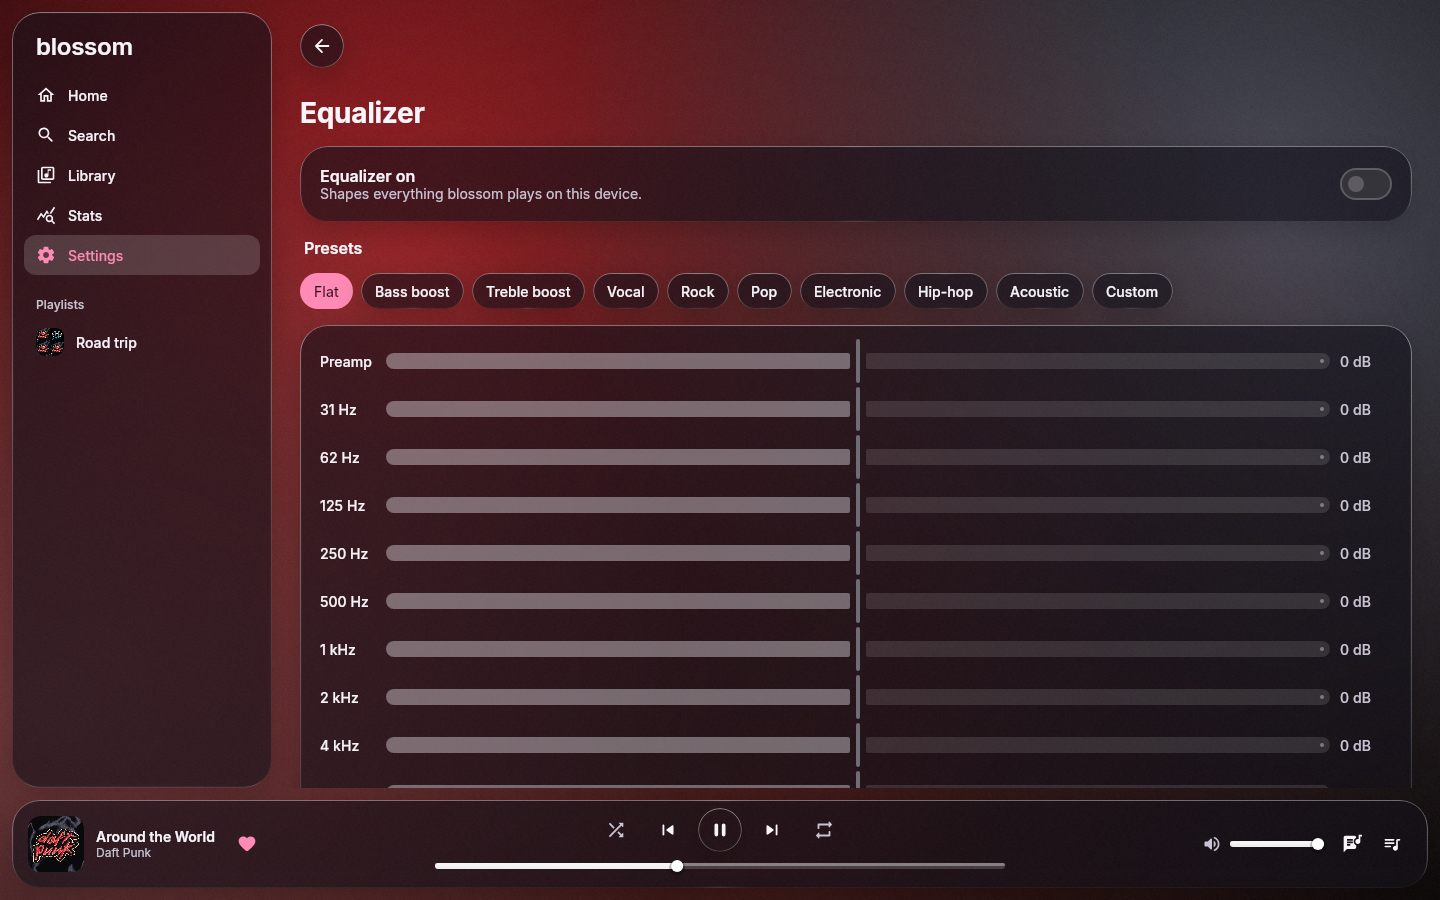 blossom
Home
Search
Library
Stats
Settings
Playlists
Road trip
Equalizer
Equalizer on
Shapes everything blossom plays on this device.
Presets
Flat Bass boost Treble boost Vocal Rock Pop Electronic Hip-hop Acoustic Custom
Preamp 0 dB
31 Hz 0 dB
62 Hz 0 dB
125 Hz 0 dB
250 Hz 0 dB
500 Hz 0 dB
1 kHz 0 dB
2 kHz 0 dB
4 kHz 0 dB
daft
punk
Around the World
Daft Punk